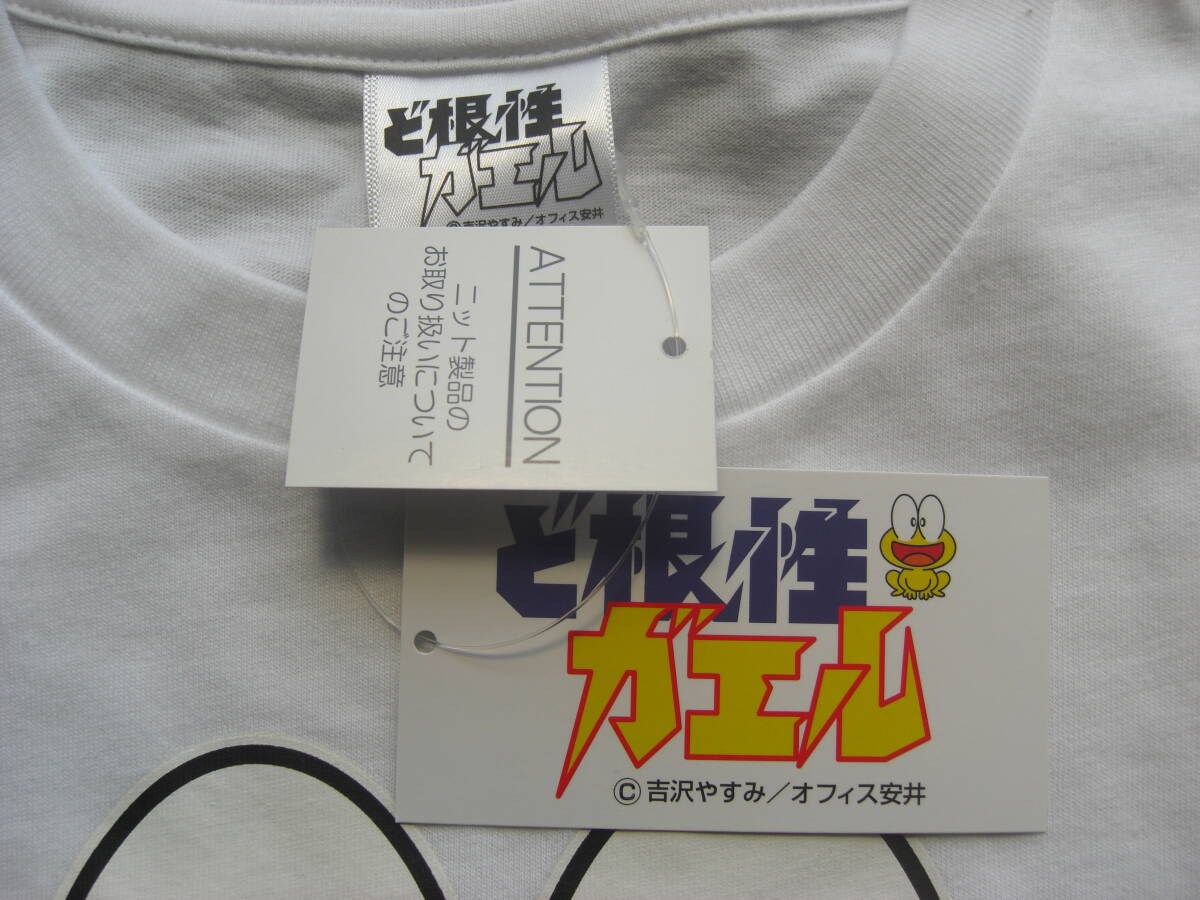 ど根性
ガエル
©吉沢やすみ/オフィス安井
ATTENTION
ニット製品の
お取り扱いについて
のご注意
ど根性
ガエル
©吉沢やすみ/オフィス安井